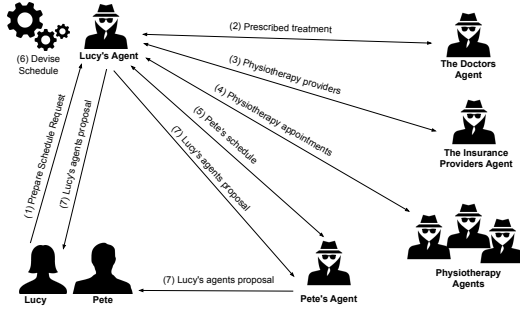 (2) Prescribed treatment
(6) Devise
Schedule
Lucy's Agent
(3) Physiotherapy providers
The Doctors
Agent
(4) Physiotherapy appointments
(5) Pete's schedule
(1) Prepare Schedule Request
(7) Lucy's agents proposal
(7) Lucy's agents
proposal
The Insurance
Providers Agent
Physiotherapy
Agents
(7) Lucy's agents proposal
Lucy
Pete
Pete's Agent